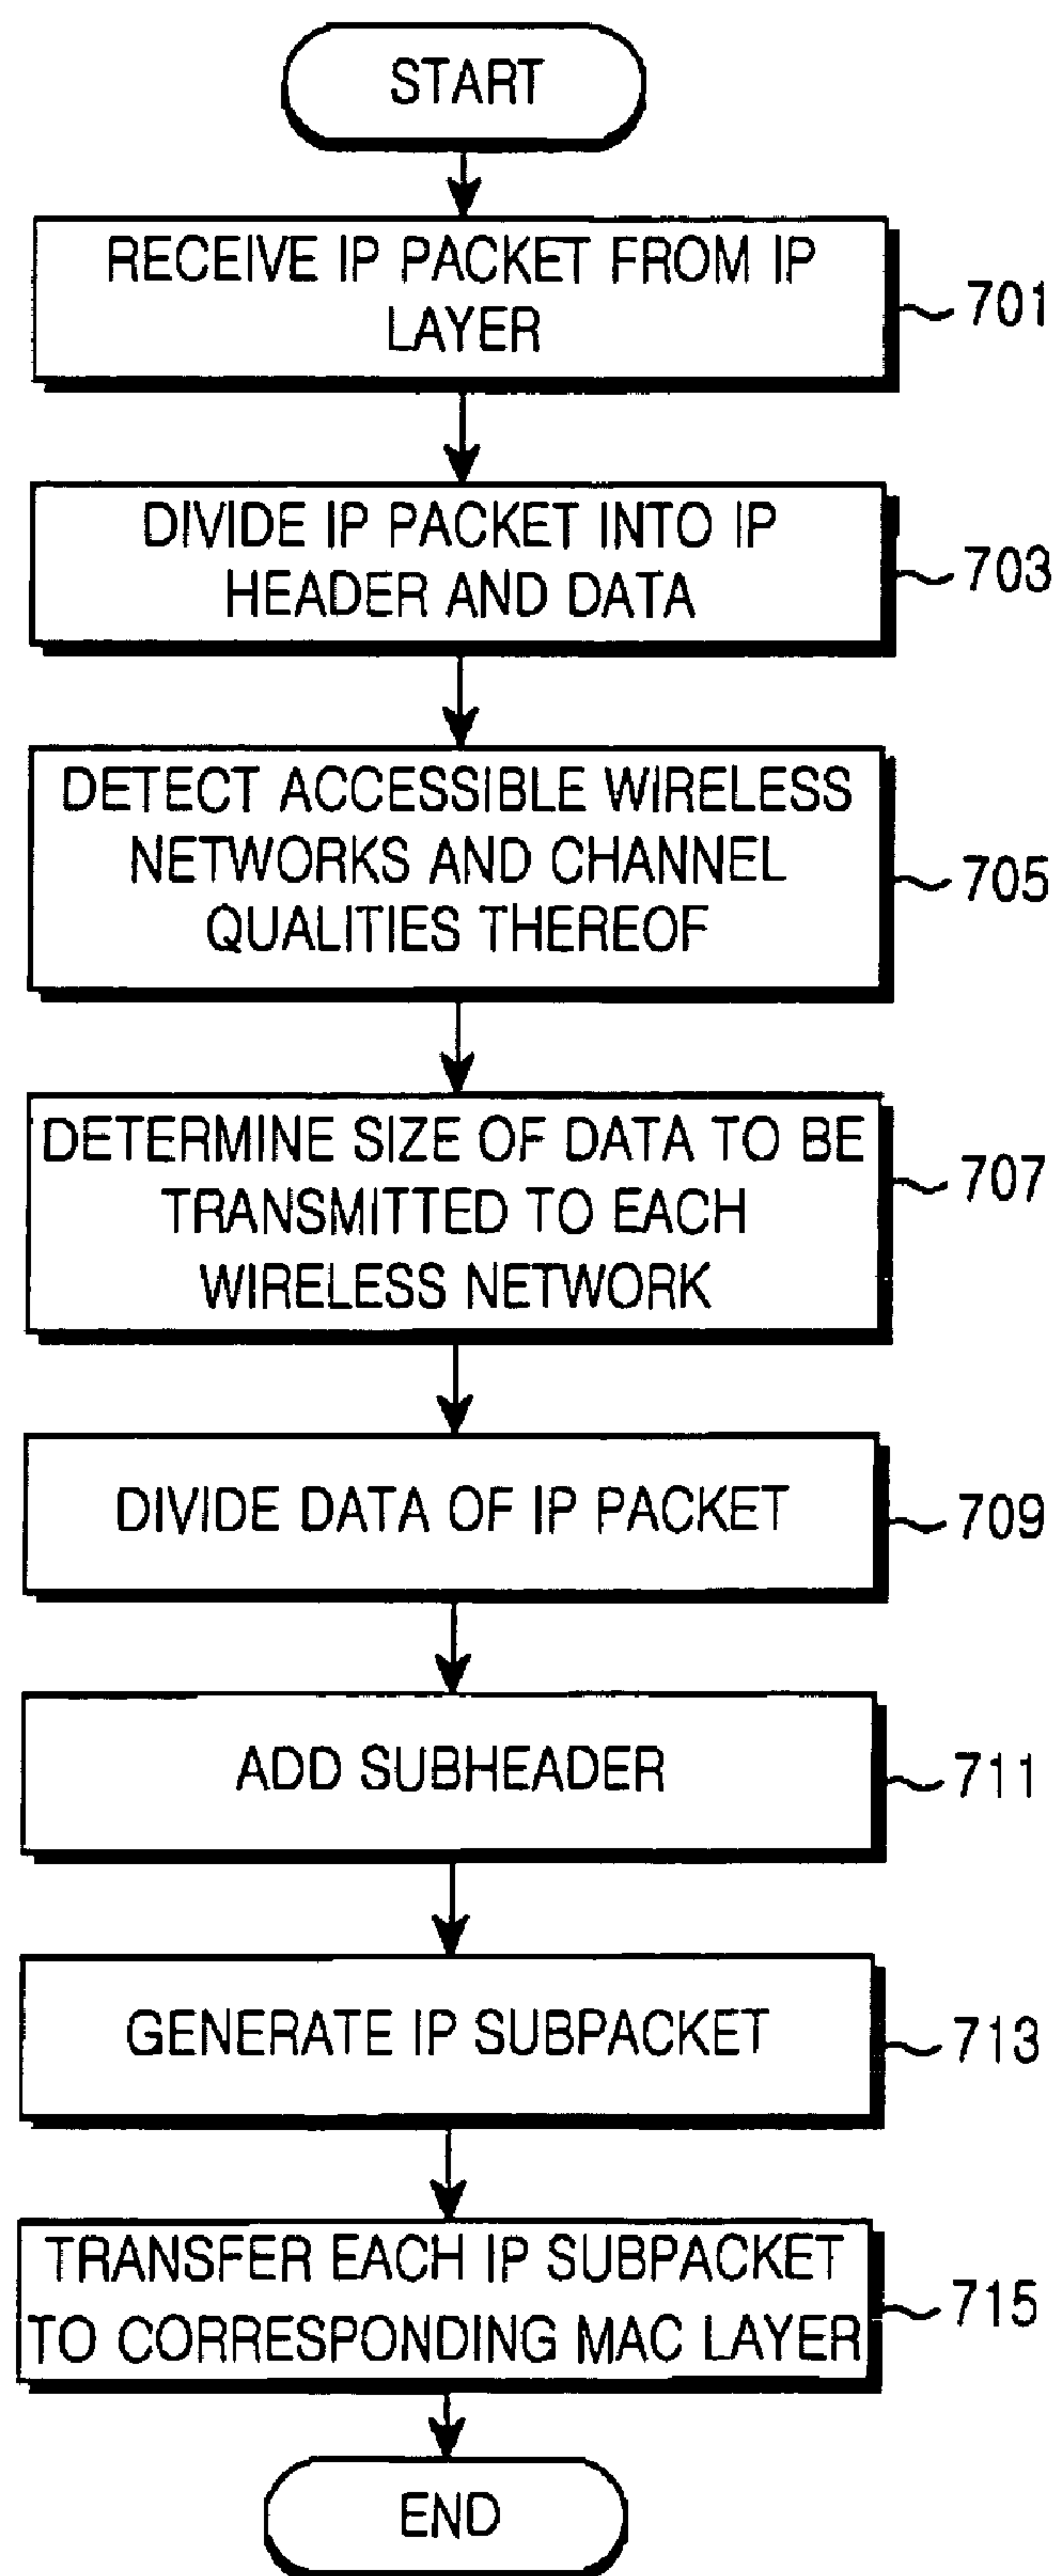 START
RECEIVE IP PACKET FROM IP
LAYER
701
DIVIDE IP PACKET INTO IP
HEADER AND DATA
703
DETECT ACCESSIBLE WIRELESS
NETWORKS AND CHANNEL
QUALITIES THEREOF
705
DETERMINE SIZE OF DATA TO BE
TRANSMITTED TO EACH
WIRELESS NETWORK
707
DIVIDE DATA OF IP PACKET
709
ADD SUBHEADER
711
GENERATE IP SUBPACKET
713
TRANSFER EACH IP SUBPACKET
TO CORRESPONDING MAC LAYER
715
END